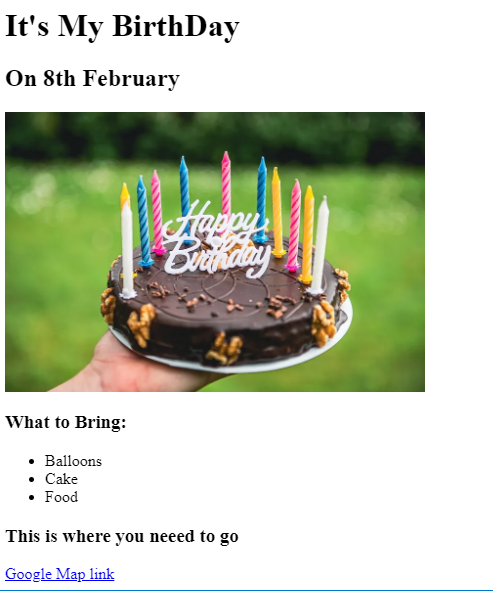 It's My BirthDay
On 8th February
Happy
Birthday
What to Bring:
Balloons
Cake
Food
This is where you neeed to go
Google Map link